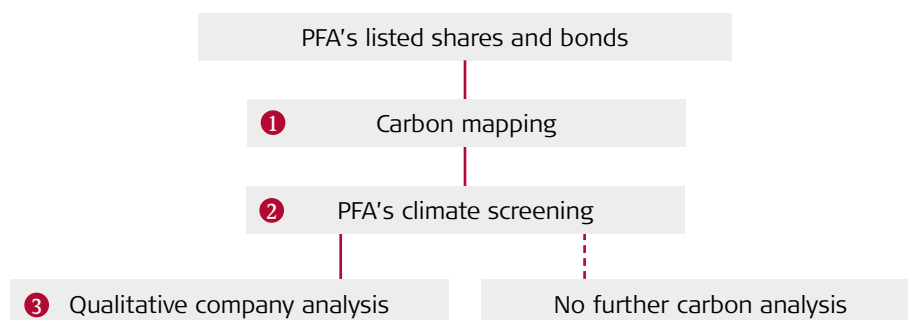 PFA's listed shares and bonds
1 Carbon mapping
2 PFA's climate screening
3 Qualitative company analysis
No further carbon analysis